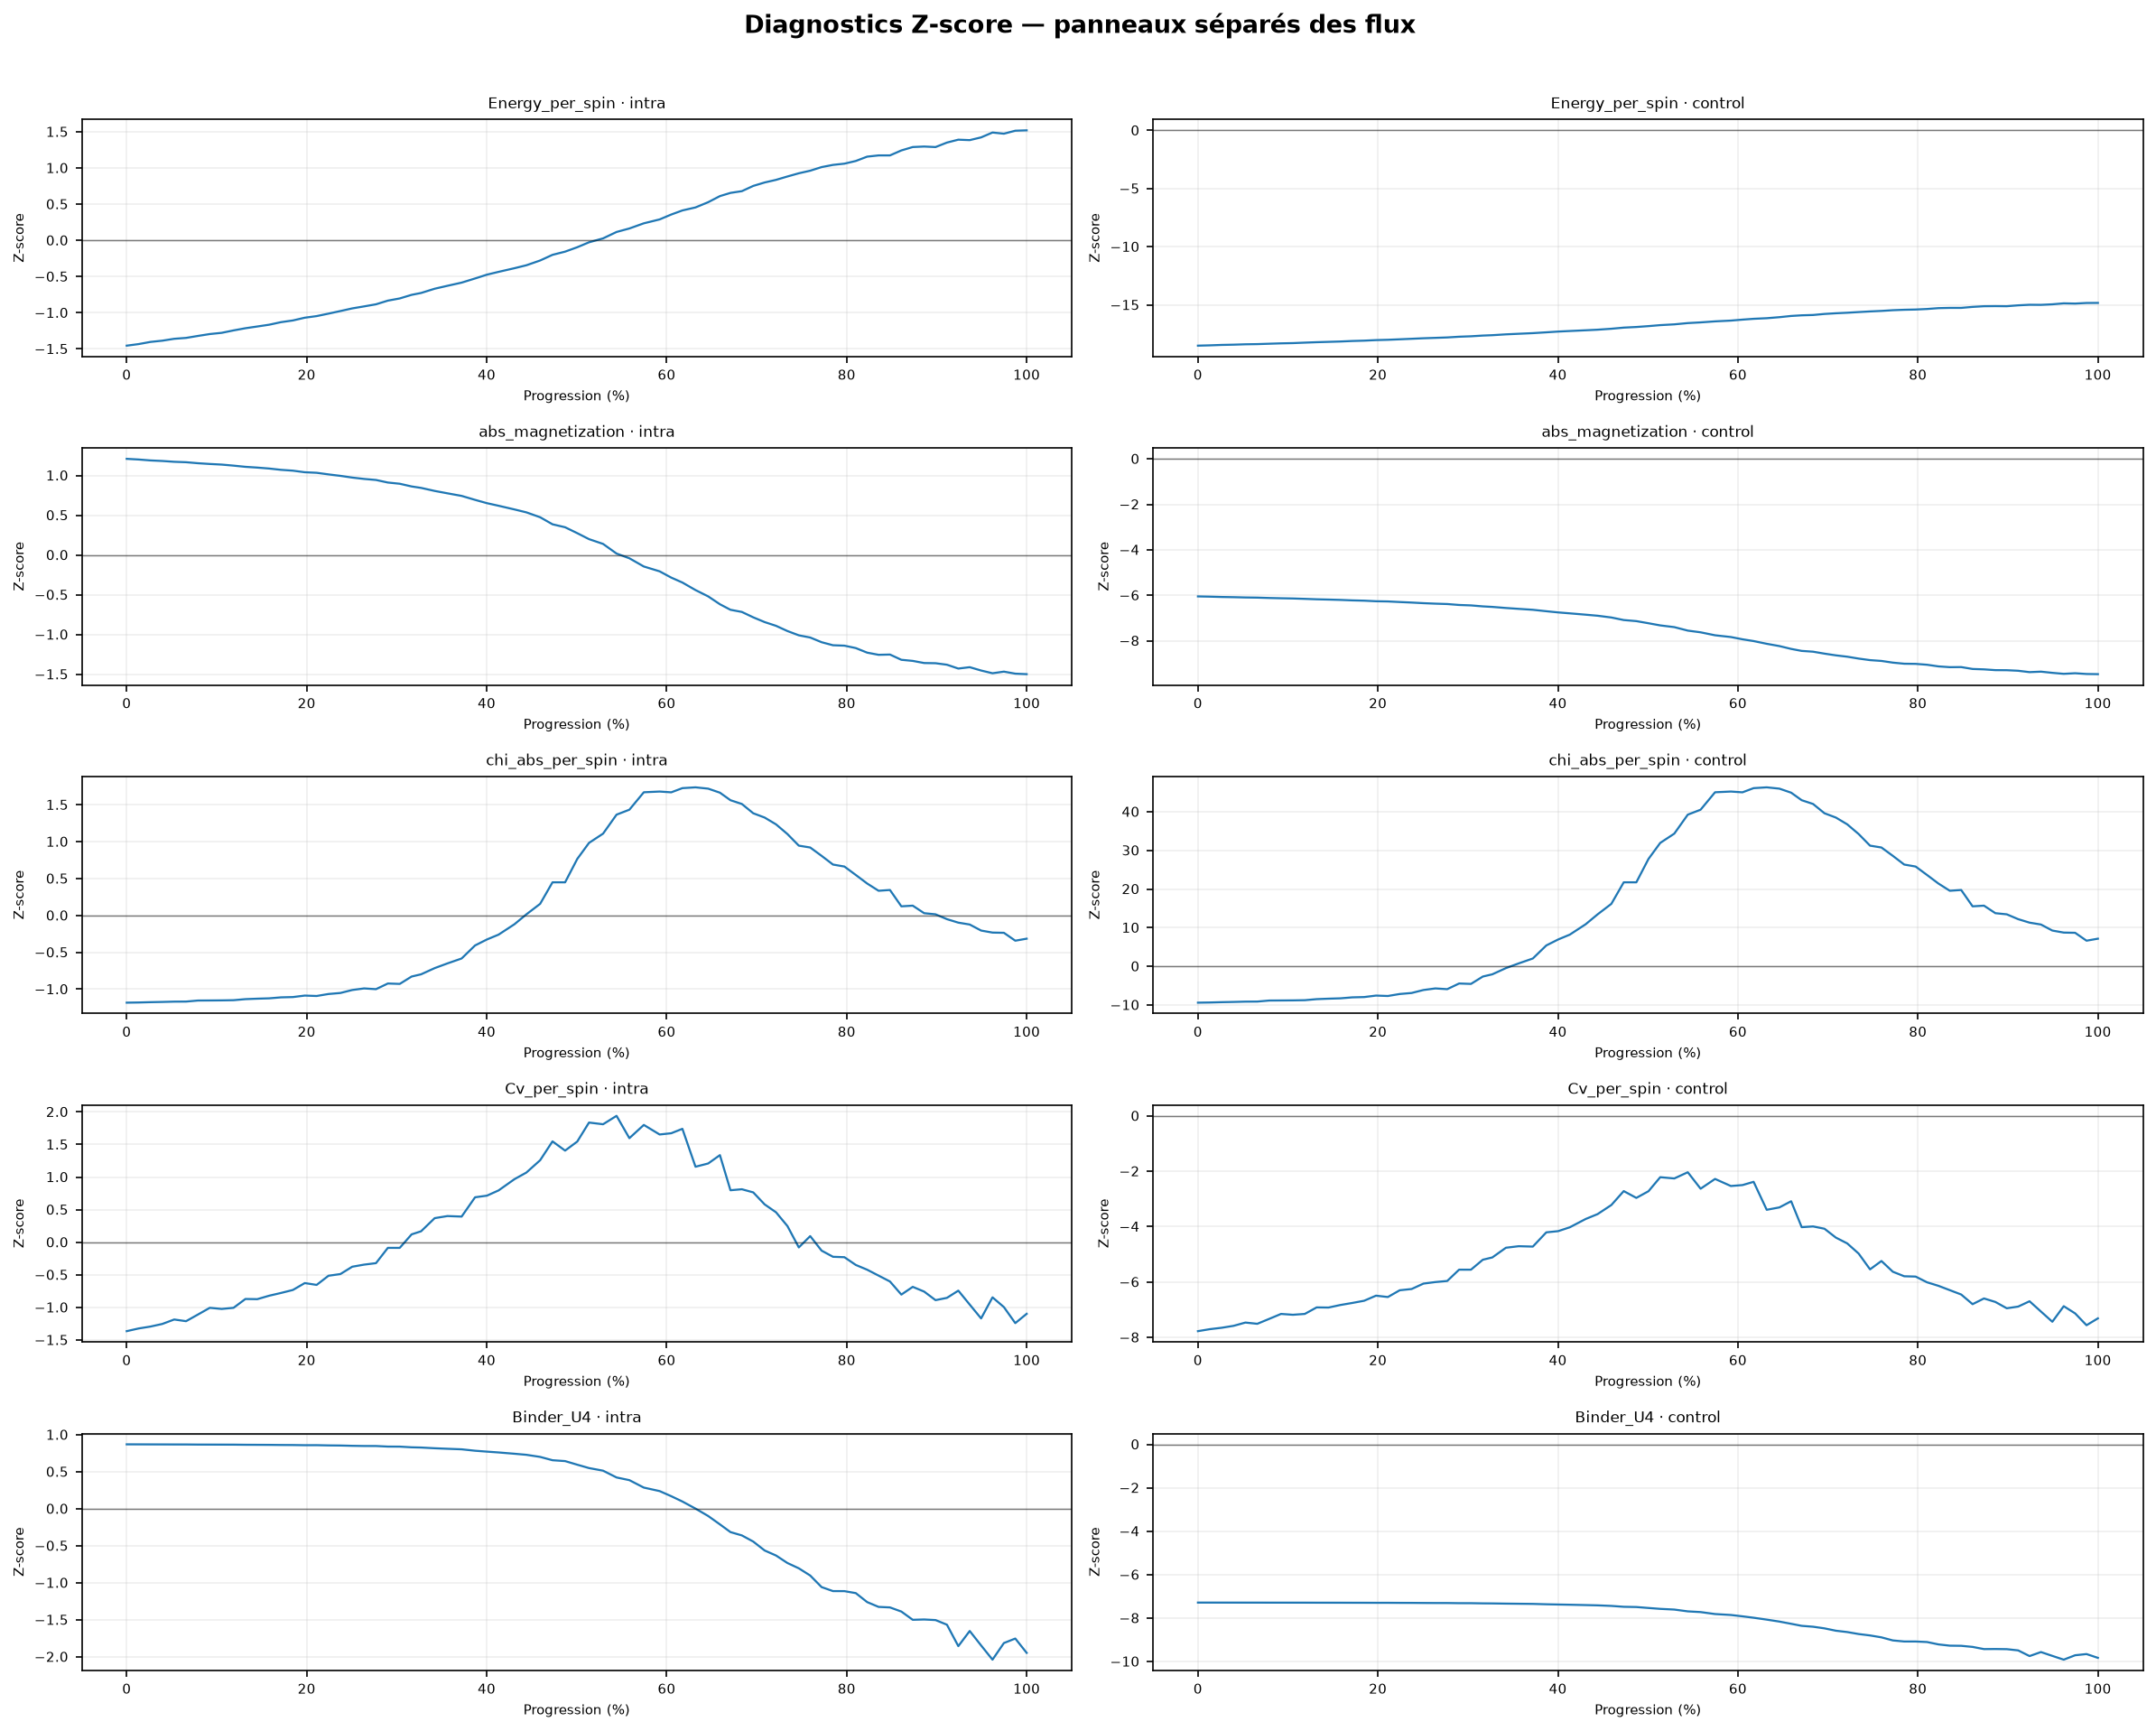 Diagnostics Z-score — panneaux séparés des flux
Energy_per_spin · intra
Z-score
1.5
1.0
0.5
0.0
−0.5
−1.0
−1.5
0 20 40 60 80 100
Progression (%)
Energy_per_spin · control
Z-score
0
−5
−10
−15
0 20 40 60 80 100
Progression (%)
abs_magnetization · intra
Z-score
1.0
0.5
0.0
−0.5
−1.0
−1.5
0 20 40 60 80 100
Progression (%)
abs_magnetization · control
Z-score
0
−2
−4
−6
−8
0 20 40 60 80 100
Progression (%)
chi_abs_per_spin · intra
Z-score
1.5
1.0
0.5
0.0
−0.5
−1.0
0 20 40 60 80 100
Progression (%)
chi_abs_per_spin · control
Z-score
40
30
20
10
0
−10
0 20 40 60 80 100
Progression (%)
Cv_per_spin · intra
Z-score
2.0
1.5
1.0
0.5
0.0
−0.5
−1.0
−1.5
0 20 40 60 80 100
Progression (%)
Cv_per_spin · control
Z-score
0
−2
−4
−6
−8
0 20 40 60 80 100
Progression (%)
Binder_U4 · intra
Z-score
1.0
0.5
0.0
−0.5
−1.0
−1.5
−2.0
0 20 40 60 80 100
Progression (%)
Binder_U4 · control
Z-score
0
−2
−4
−6
−8
−10
0 20 40 60 80 100
Progression (%)